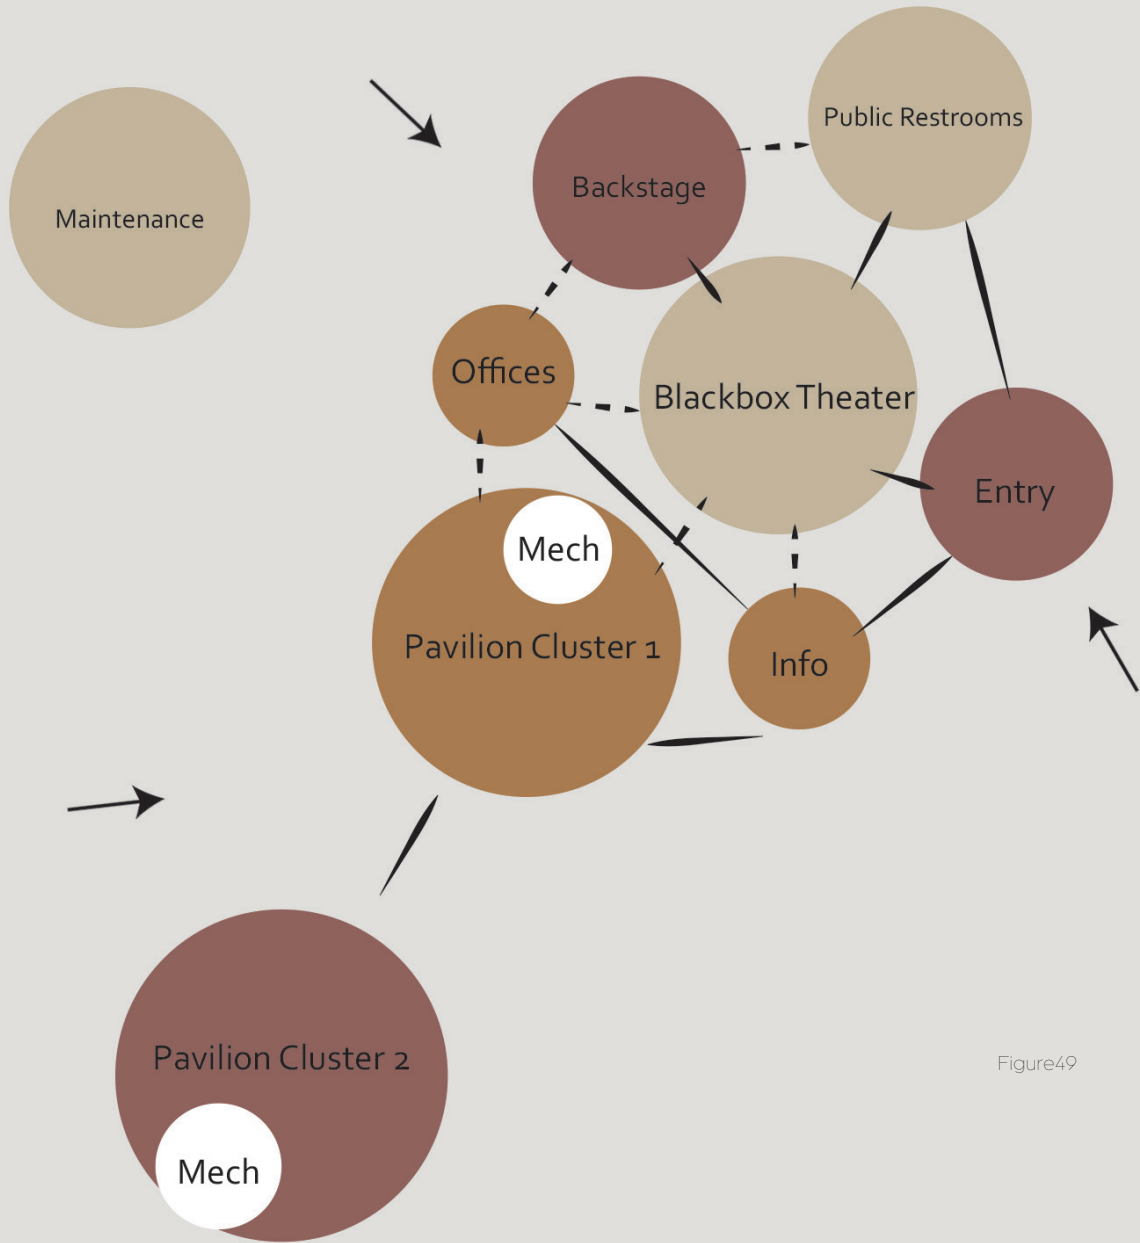 Public Restrooms
Backstage
Maintenance
Offices
Blackbox Theater
Entry
Mech
Pavilion Cluster 1
Info
Pavilion Cluster 2
Figure49
Mech